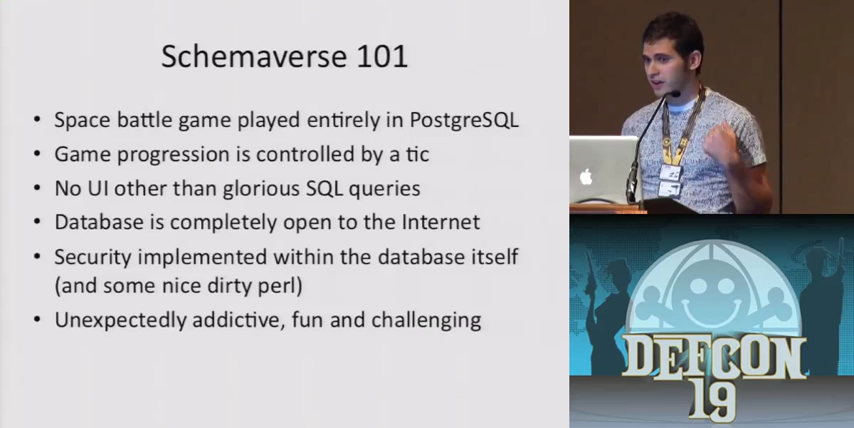 Schemaverse 101
• Space battle game played entirely in PostgreSQL
• Game progression is controlled by a tic
• No UI other than glorious SQL queries
• Database is completely open to the Internet
• Security implemented within the database itself
(and some nice dirty perl)
• Unexpectedly addictive, fun and challenging
DEFCON
19